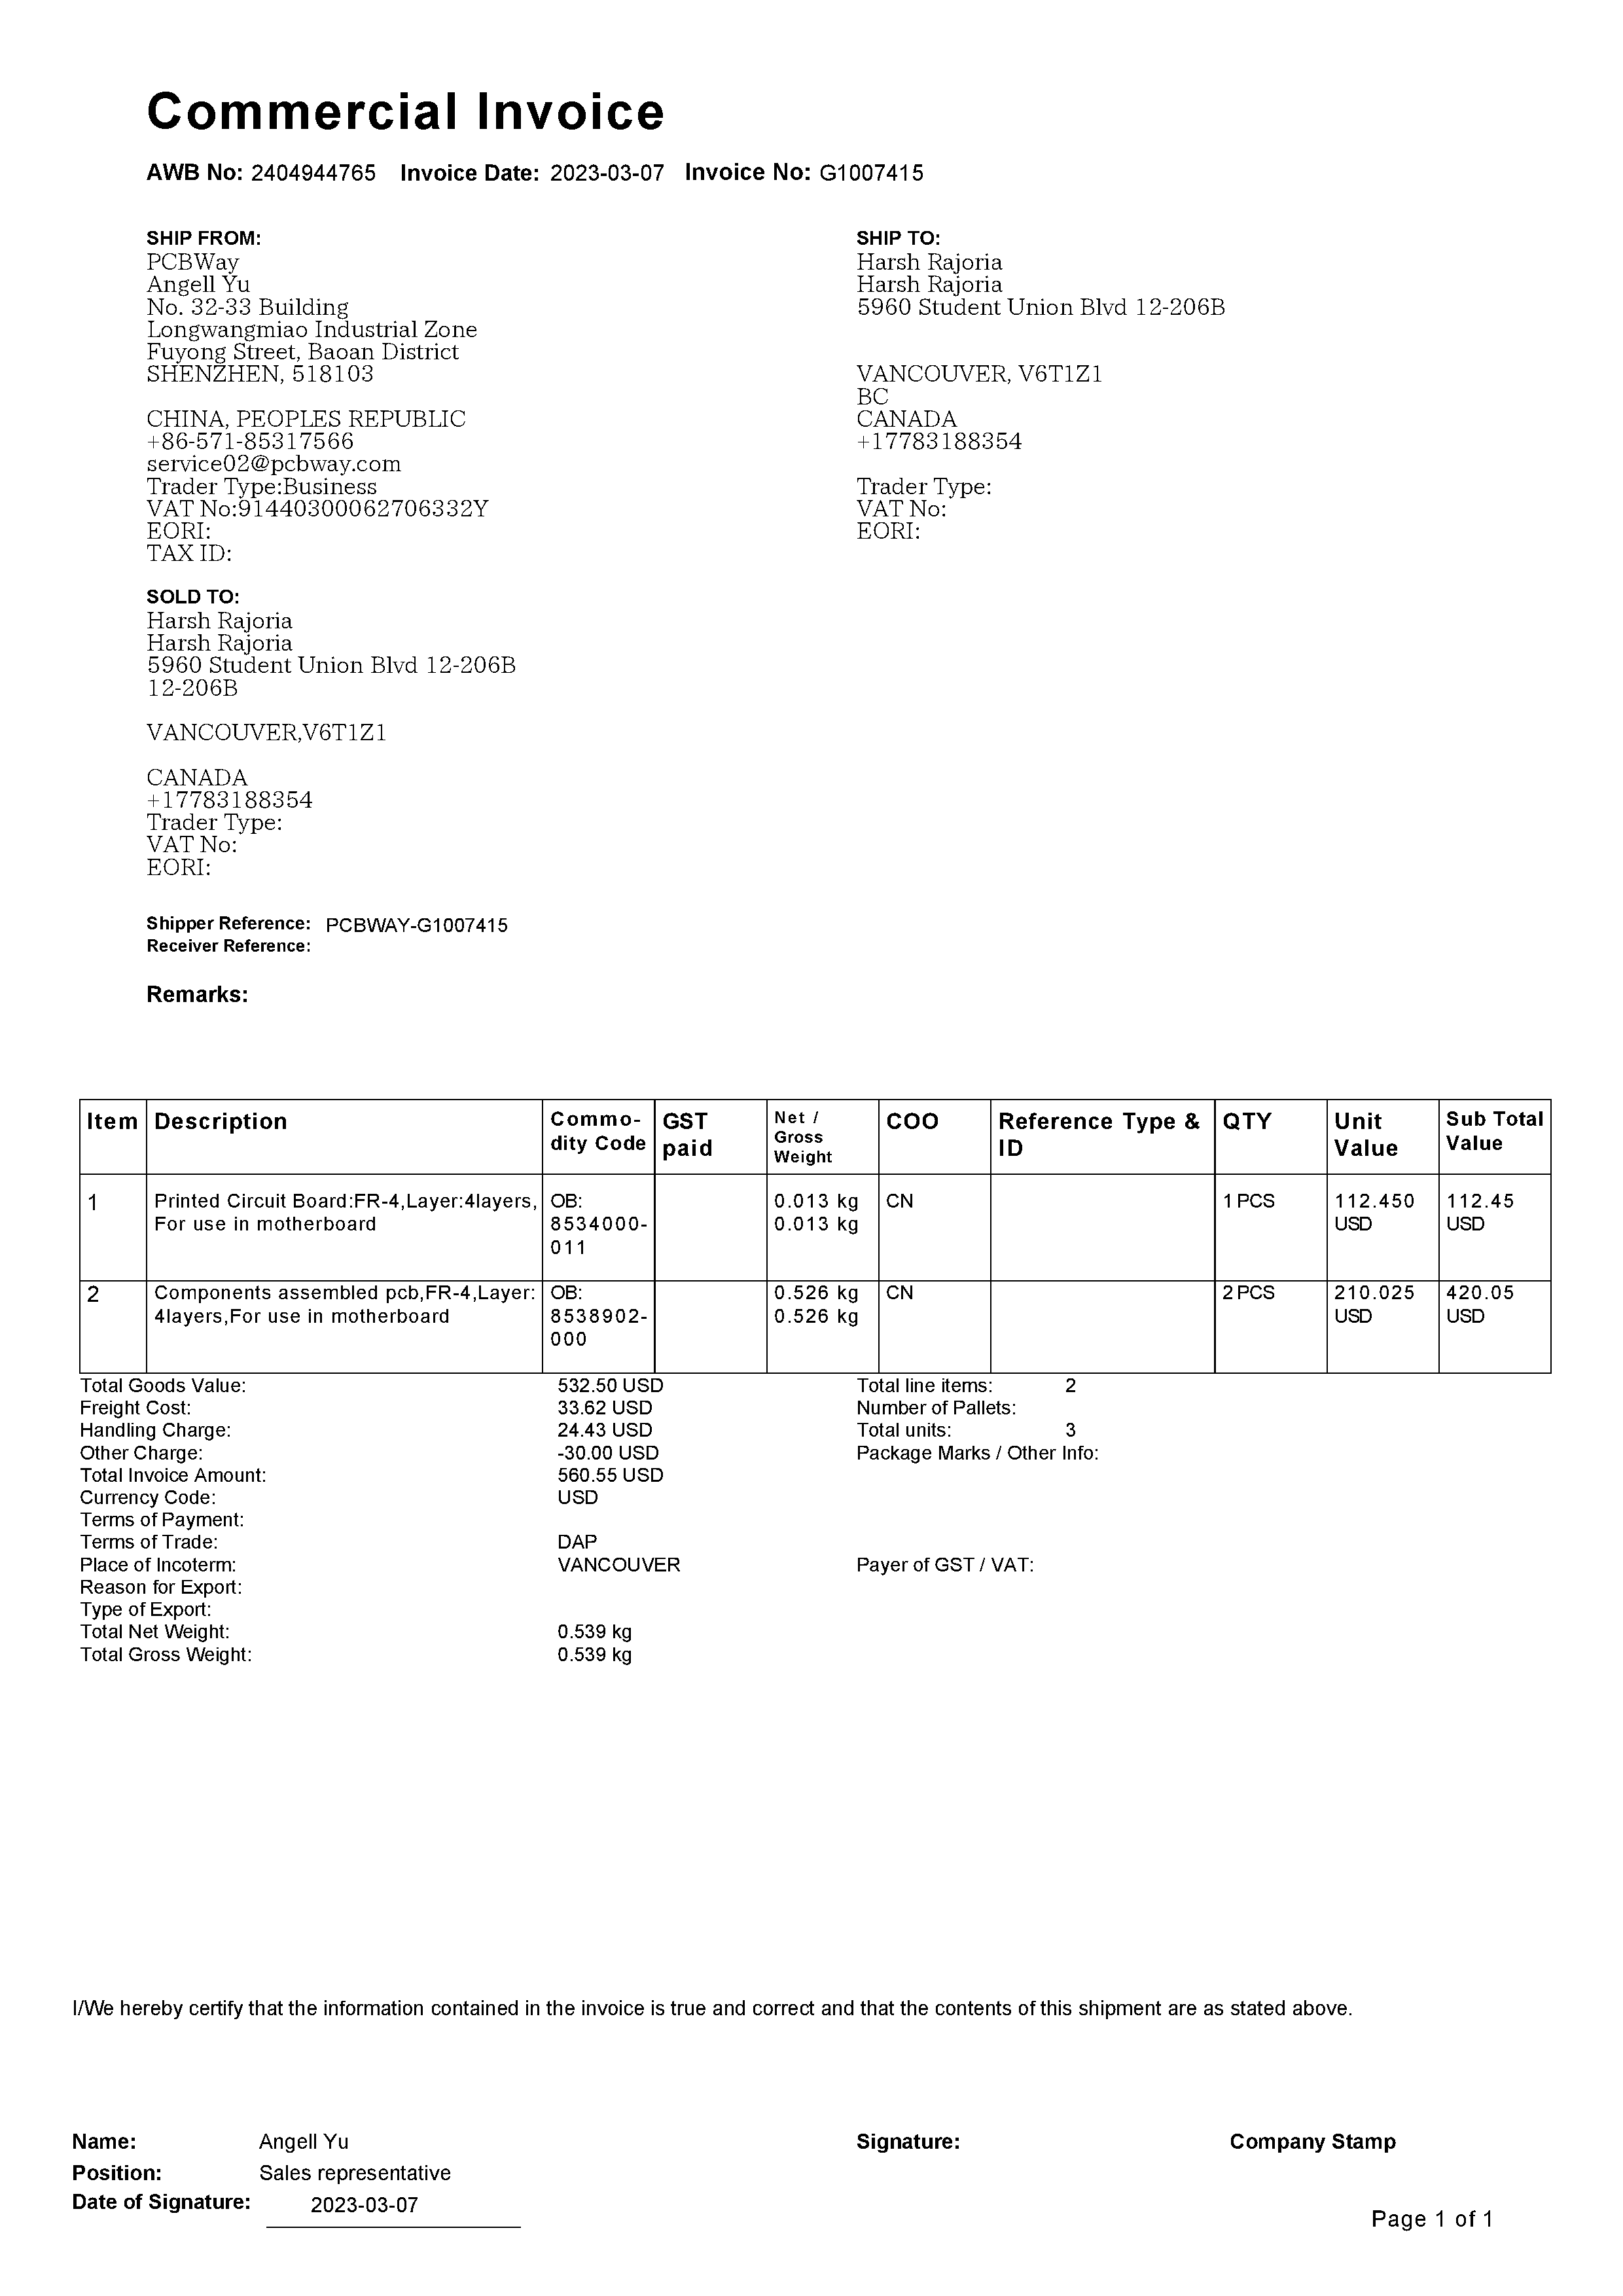 Commercial Invoice
AWB No: 2404944765 Invoice Date: 2023-03-07 Invoice No: G1007415
SHIP FROM:
PCBWay
Angell Yu
No. 32-33 Building
Longwangmiao Industrial Zone
Fuyong Street, Baoan District
SHENZHEN, 518103
CHINA, PEOPLES REPUBLIC
+86-571-85317566
service02@pcbway.com
Trader Type:Business
VAT No:91440300062706332Y
EORI:
TAX ID:
SHIP TO:
Harsh Rajoria
Harsh Rajoria
5960 Student Union Blvd 12-206B
VANCOUVER, V6T1Z1
BC
CANADA
+17783188354
Trader Type:
VAT No:
EORI:
SOLD TO:
Harsh Rajoria
Harsh Rajoria
5960 Student Union Blvd 12-206B
12-206B
VANCOUVER,V6T1Z1
CANADA
+17783188354
Trader Type:
VAT No:
EORI:
Shipper Reference: PCBWAY-G1007415
Receiver Reference:
Remarks:
Item
Description
Commo-
dity Code
GST
paid
Net /
Gross
Weight
COO
Reference Type &
ID
QTY
Unit
Value
Sub Total
Value
1
Printed Circuit Board:FR-4,Layer:4layers,
For use in motherboard
OB:
8534000-
011
0.013 kg
0.013 kg
CN
1 PCS
112.450
USD
112.45
USD
2
Components assembled pcb,FR-4,Layer:
4layers,For use in motherboard
OB:
8538902-
000
0.526 kg
0.526 kg
CN
2 PCS
210.025
USD
420.05
USD
Total Goods Value: 532.50 USD Total line items: 2
Freight Cost: 33.62 USD Number of Pallets:
Handling Charge: 24.43 USD Total units: 3
Other Charge: -30.00 USD Package Marks / Other Info:
Total Invoice Amount: 560.55 USD
Currency Code: USD
Terms of Payment:
Terms of Trade: DAP
Place of Incoterm: VANCOUVER Payer of GST / VAT:
Reason for Export:
Type of Export:
Total Net Weight: 0.539 kg
Total Gross Weight: 0.539 kg
I/We hereby certify that the information contained in the invoice is true and correct and that the contents of this shipment are as stated above.
Name: Angell Yu Signature: Company Stamp
Position: Sales representative
Date of Signature: 2023-03-07
Page 1 of 1